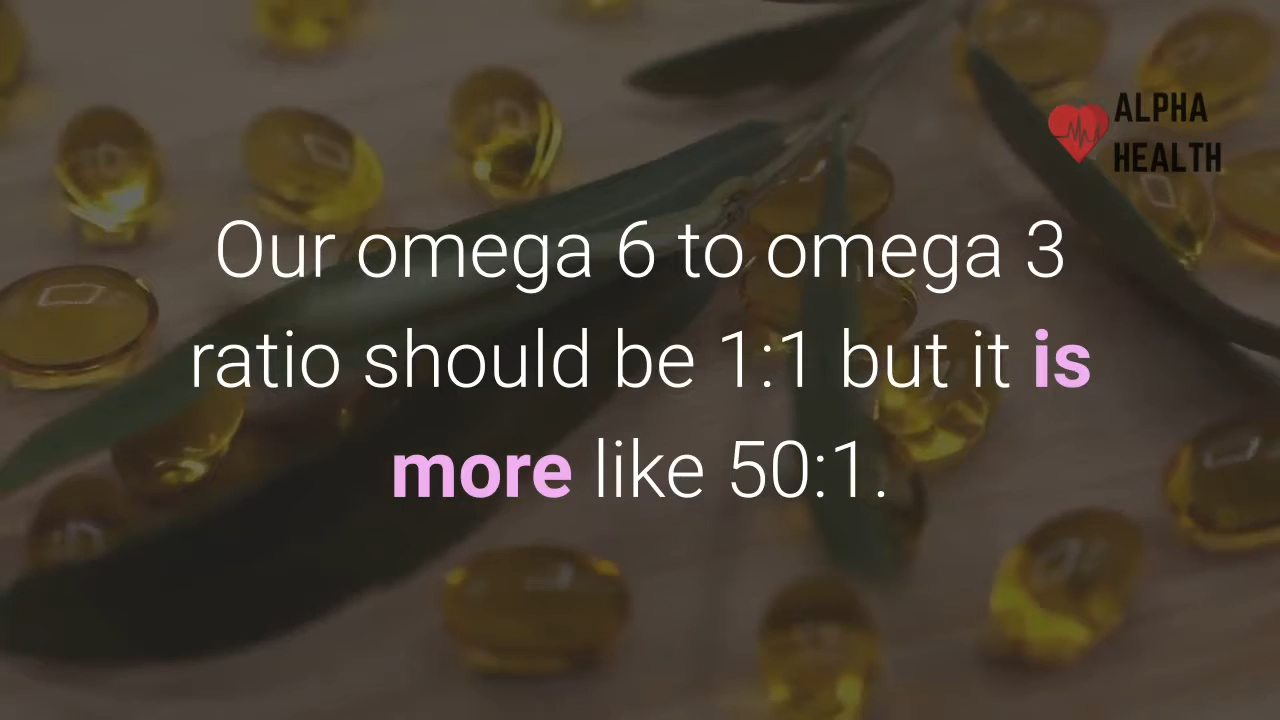 ALPHA
HEALTH
Our omega 6 to omega 3
ratio should be 1:1 but it is
more like 50:1.